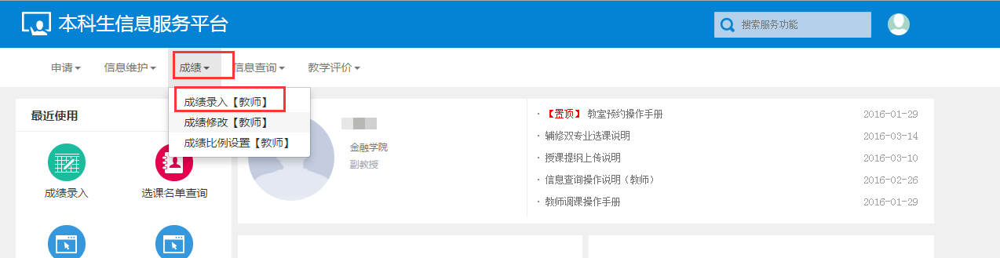 本科生信息服务平台
搜索服务功能
申请 信息维护 成绩 信息查询 教学评价
成绩录入【教师】
成绩修改【教师】
成绩比例设置【教师】
最近使用
成绩录入
选课名单查询
金融学院
副教授
· 【置顶】 教室预约操作手册 2016-01-29
· 辅修双专业选课说明 2016-03-14
· 授课提纲上传说明 2016-03-10
· 信息查询操作说明（教师） 2016-02-26
· 教师调课操作手册 2016-01-29